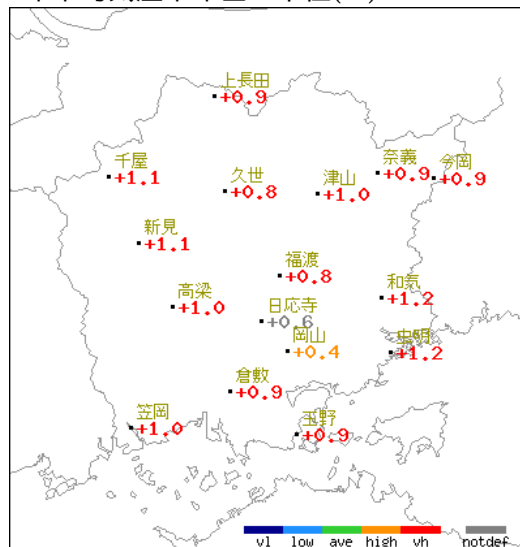 上長田
+0.9
千屋
+1.1
久世
+0.8
津山
+1.0
奈義
+0.9
今岡
+0.9
新見
+1.1
福渡
+0.8
和気
+1.2
高梁
+1.0
日応寺
+0.6
岡山
+0.4
虫明
+1.2
倉敷
+0.9
笠岡
+1.0
玉野
+0.9
vl low ave high vh notdef